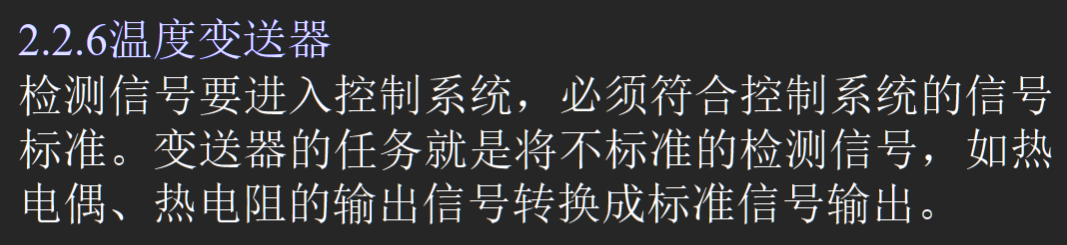 2.2.6温度变送器
检测信号要进入控制系统，必须符合控制系统的信号
标准。变送器的任务就是将不标准的检测信号，如热
电偶、热电阻的输出信号转换成标准信号输出。